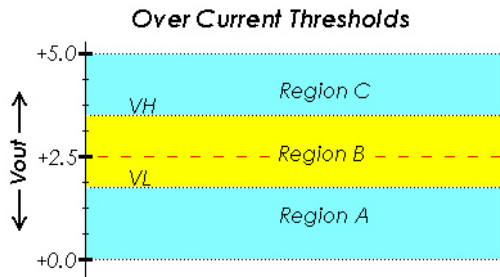 Over Current Thresholds
+5.0
Region C
VH
Region B
+2.5
VL
Region A
+0.0
Vout